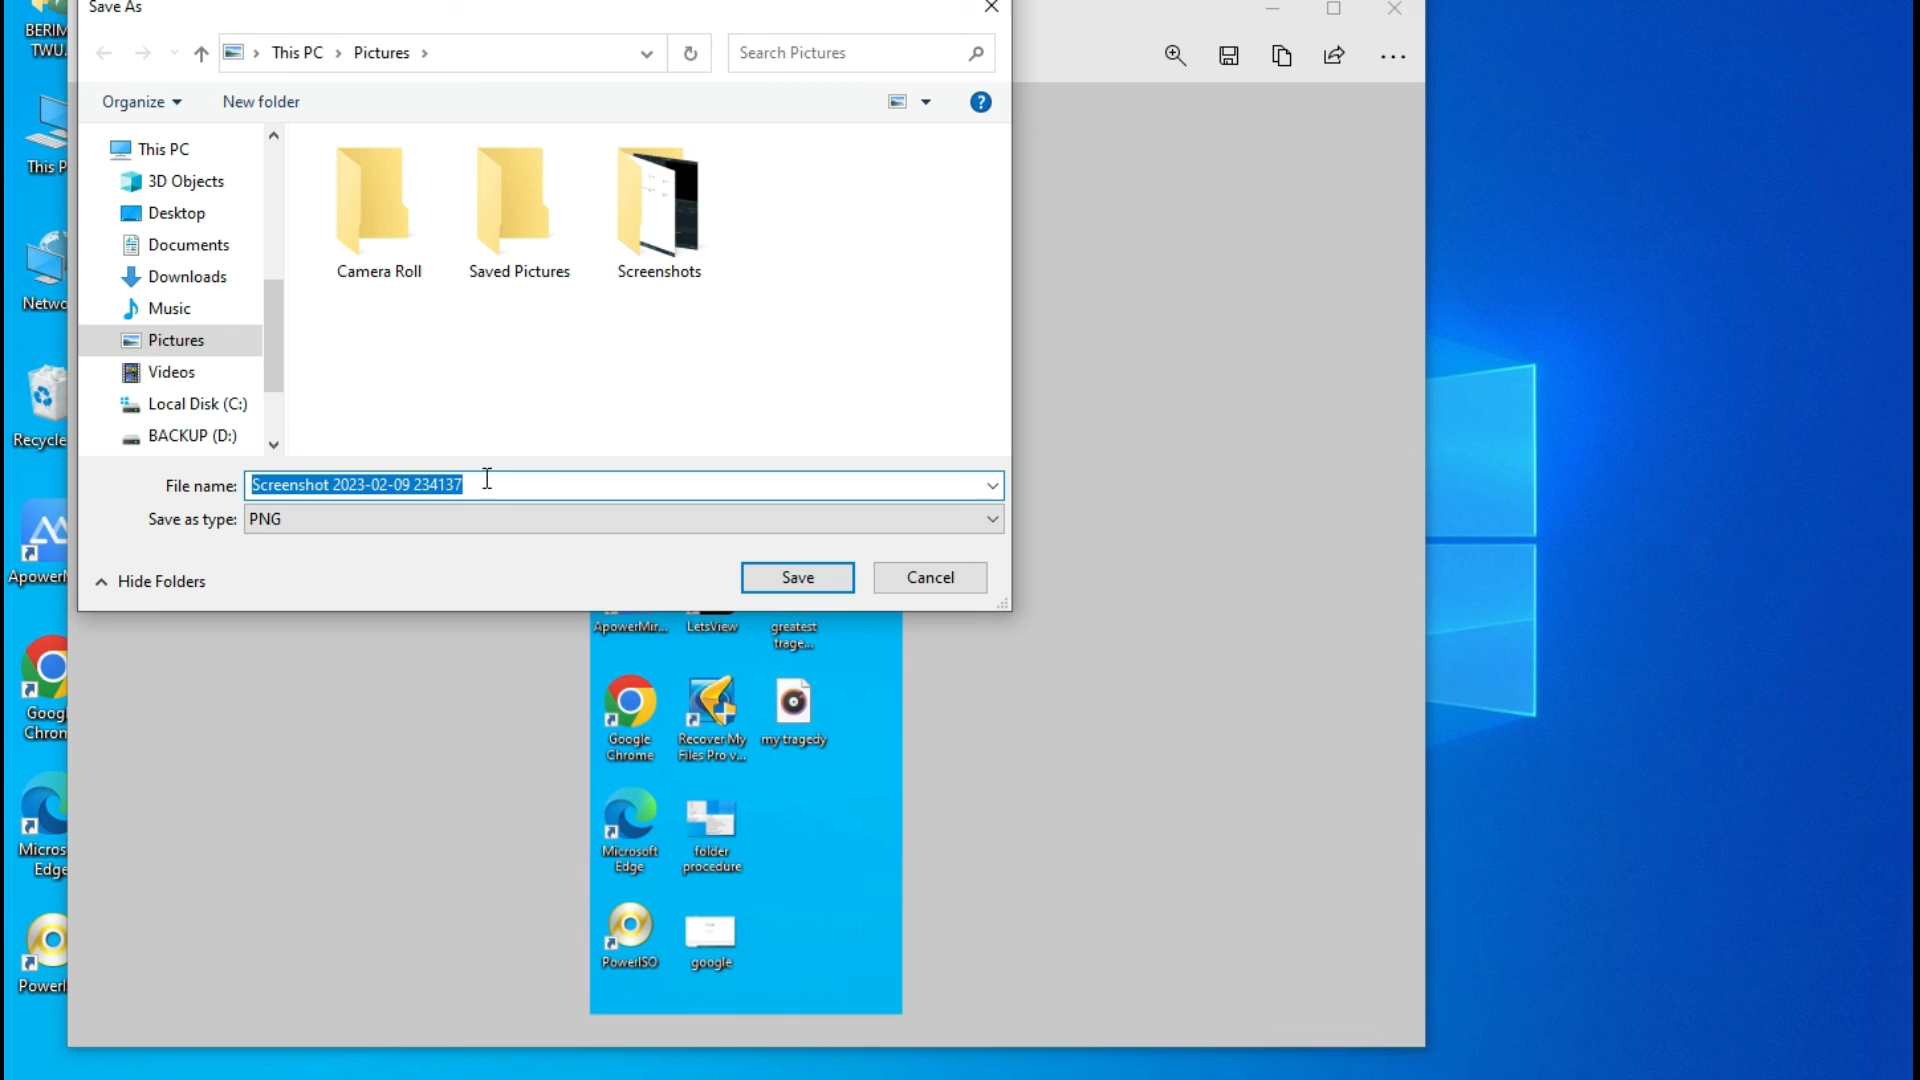 Save As
This PC
Pictures
Search Pictures
Organize
New folder
?
This PC
3D Objects
Desktop
Documents
Downloads
Music
Pictures
Videos
Local Disk (C:)
BACKUP (D:)
Camera Roll
Saved Pictures
Screenshots
File name:
Screenshot 2023-02-09 234137
Save as type:
PNG
Hide Folders
Save
Cancel
BERIM
TWU.
This P
Netwo
Recycle
Apower
Goog
Chron
Micros
Edge
PowerI
ApowerMir...
LetsView
greatest
trage...
Google
Chrome
Recover My
Files Pro v...
my tragedy
Microsoft
Edge
folder
procedure
PowerISO
google